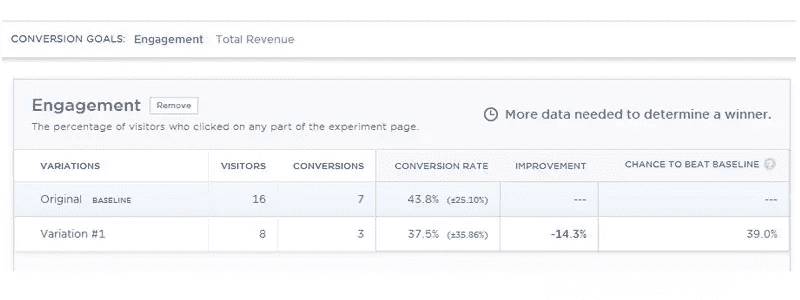 CONVERSION GOALS: Engagement Total Revenue
Engagement Remove
The percentage of visitors who clicked on any part of the experiment page.
More data needed to determine a winner.
VARIATIONS VISITORS CONVERSIONS CONVERSION RATE IMPROVEMENT CHANCE TO BEAT BASELINE ?
Original BASELINE 16 7 43.8% (±25.10%) --- ---
Variation #1 8 3 37.5% (±35.86%) -14.3% 39.0%